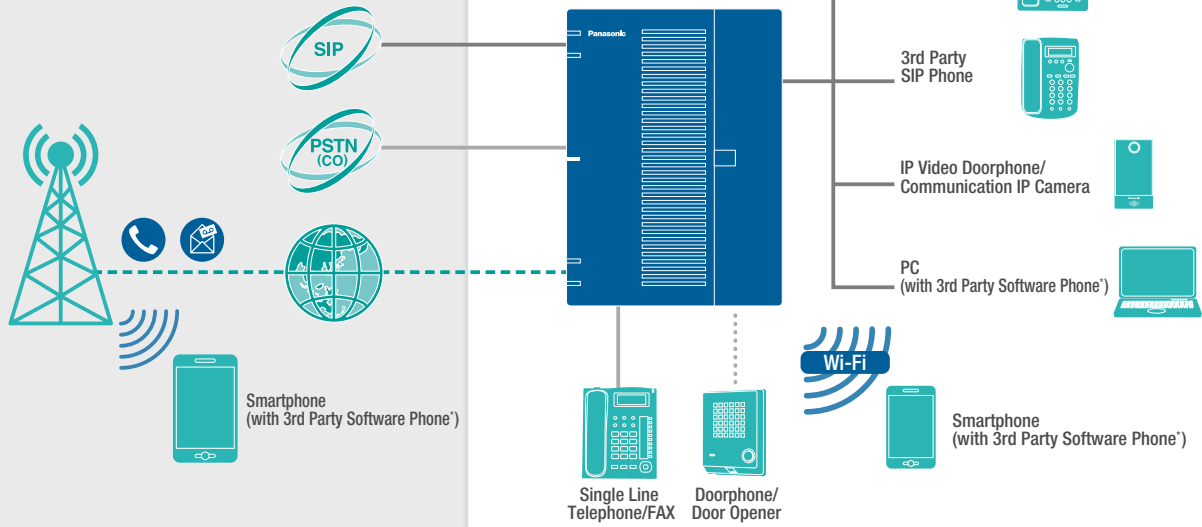 SIP
Panasonic
3rd Party
SIP Phone
PSTN
(CO)
IP Video Doorphone/
Communication IP Camera
PC
(with 3rd Party Software Phone*)
Wi-Fi
Smartphone
(with 3rd Party Software Phone*)
Smartphone
(with 3rd Party Software Phone*)
Single Line
Telephone/FAX
Doorphone/
Door Opener